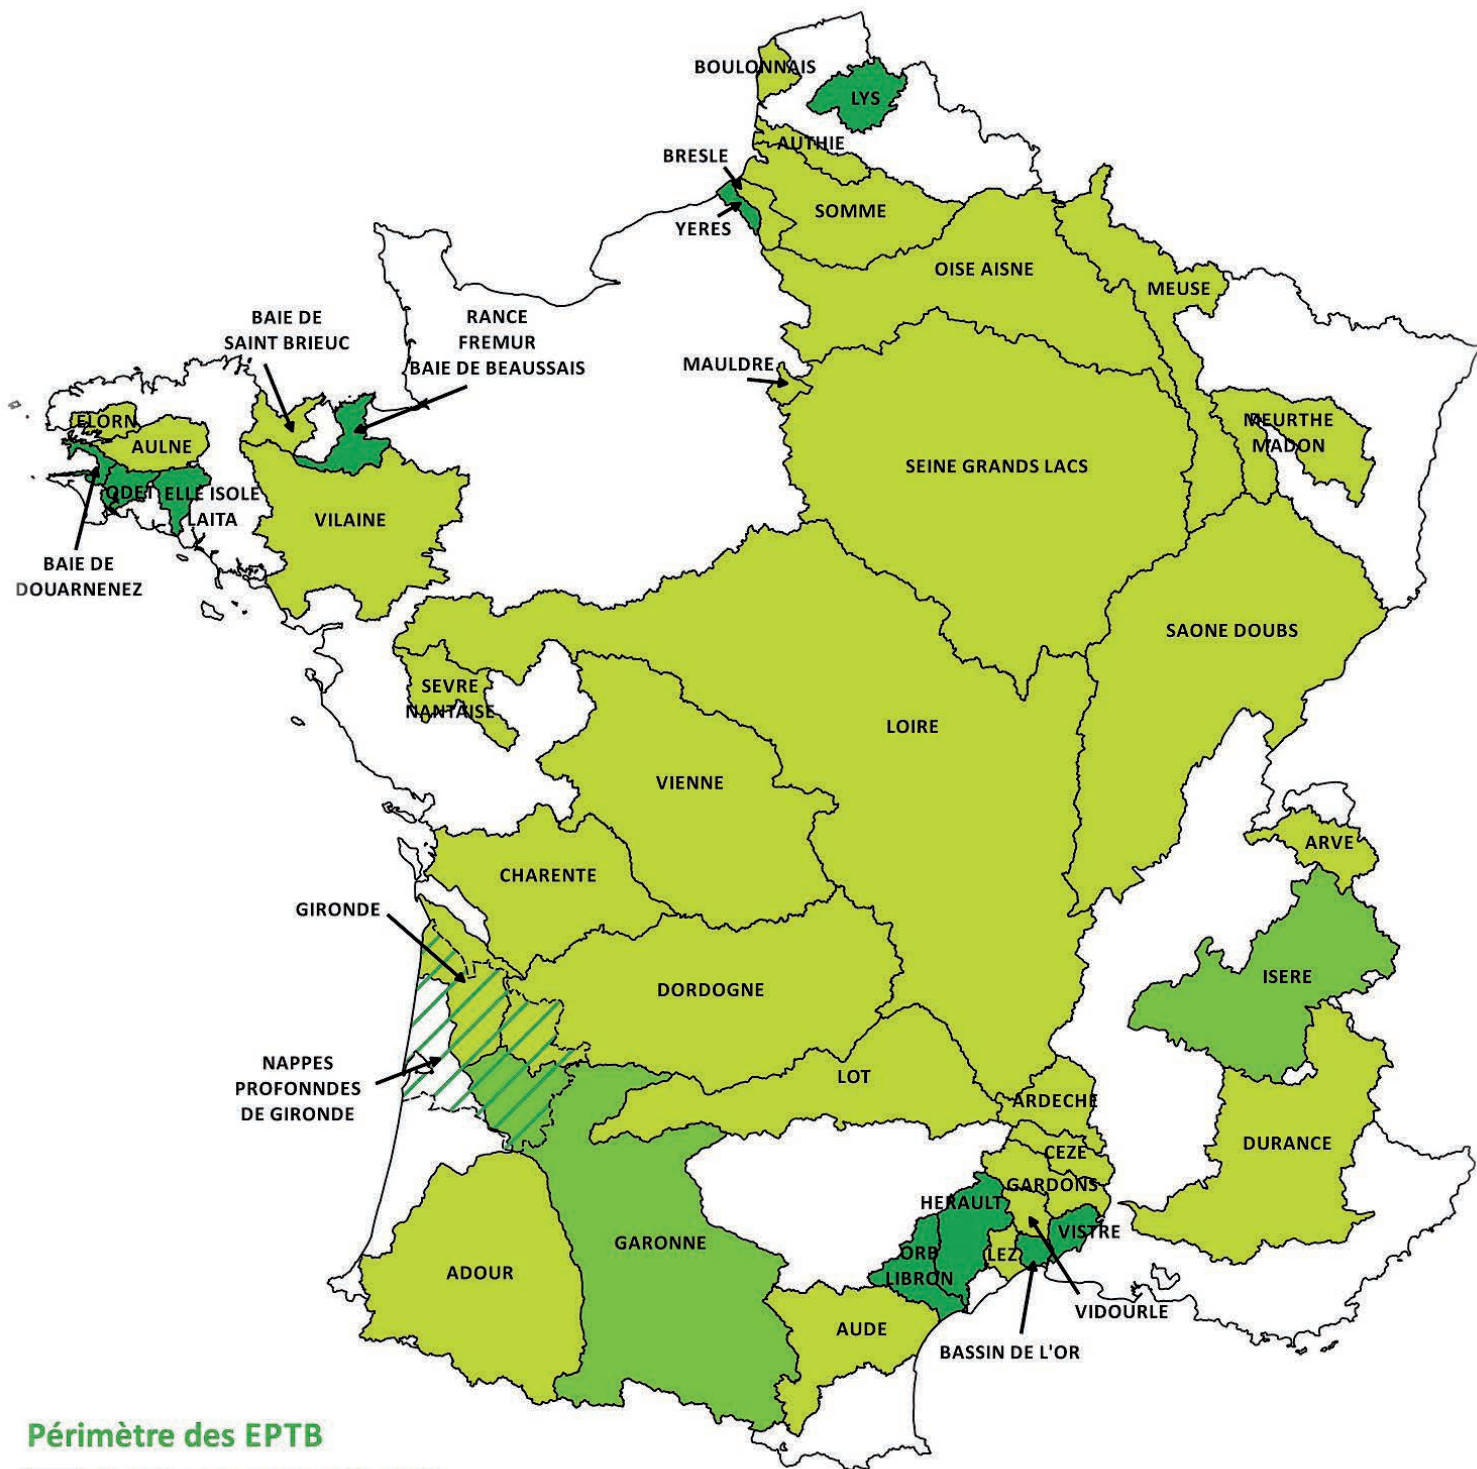 BOULONNAIS
LYS
AUTHIE
BRESLE
SOMME
YERES
OISE AISNE
MEUSE
BAIE DE
SAINT BRIEUC
RANCE
FREMUR
BAIE DE BEAUSSAIS
MAULDRE
ELORN
AULNE
MEURTHE
MADON
SEINE GRANDS LACS
ODET
ELLE ISOLE
LAITA
VILAINE
BAIE DE
DOUARNENEZ
SAONE DOUBS
SEVRE
NANTAISE
LOIRE
VIENNE
ARVE
CHARENTE
GIRONDE
ISERE
DORDOGNE
NAPPES
PROFONNDES
DE GIRONDE
LOT
ARDECHE
DURANCE
CEZE
GARDONS
HERAULT
VISTRE
GARONNE
ORB
LIBRON
LEZ
ADOUR
VIDOURLE
AUDE
BASSIN DE L'OR
Périmètre des EPTB